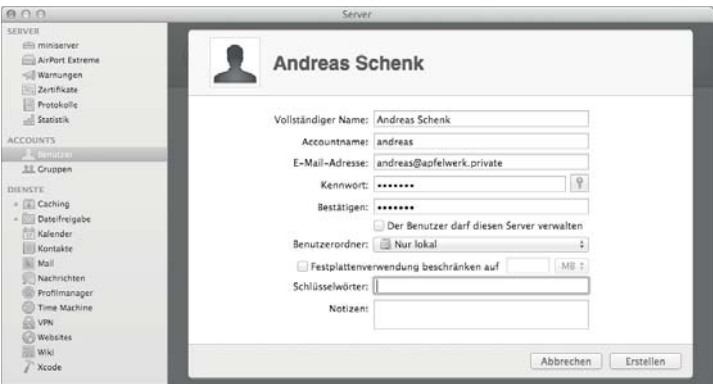 Server
SERVER
miniserver
AirPort Extreme
Warnungen
Zertifikate
Protokolle
Statistik
ACCOUNTS
Benutzer
Gruppen
DIENSTE
Caching
Dateifreigabe
Kalender
Kontakte
Mail
Nachrichten
Profilmanager
Time Machine
VPN
Websites
Wiki
Xcode
Andreas Schenk
Vollständiger Name: Andreas Schenk
Accountname: andreas
E-Mail-Adresse: andreas@apfelwerk.private
Kennwort: •••••••
Bestätigen: •••••••
Der Benutzer darf diesen Server verwalten
Benutzerordner: Nur lokal
Festplattenverwendung beschränken auf MB
Schlüsselwörter:
Notizen:
Abbrechen Erstellen